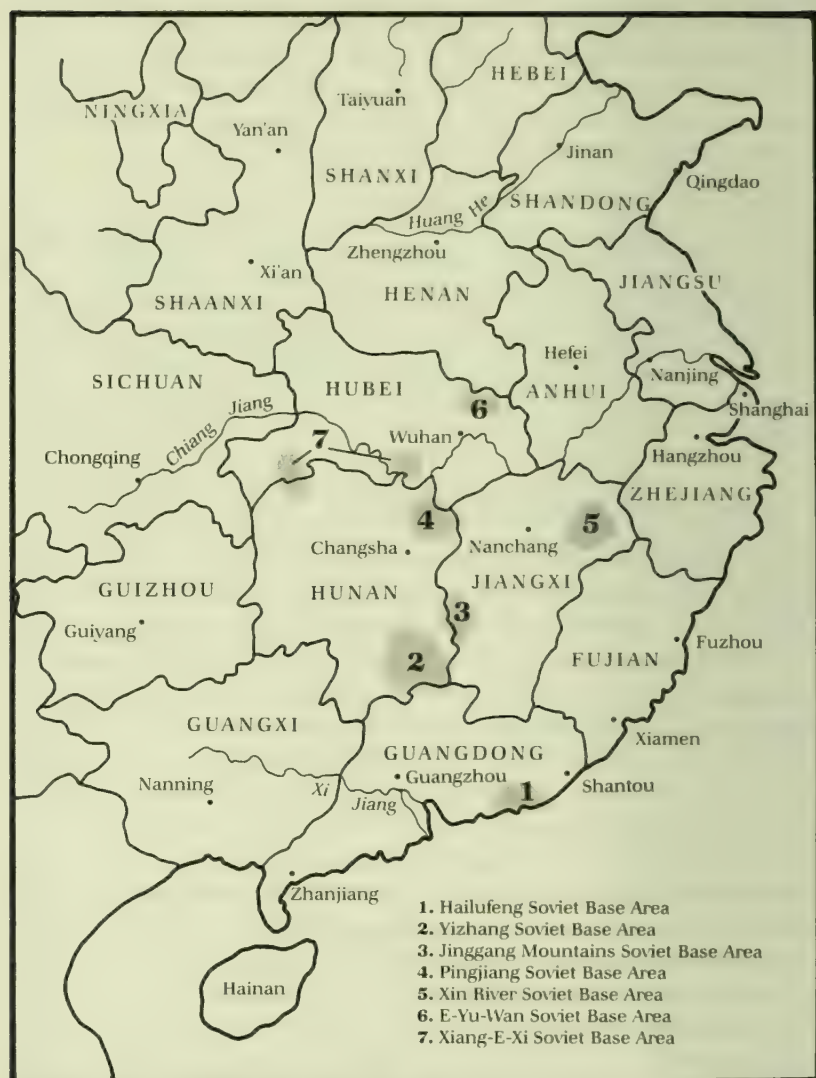 HEBEI
NINGXIA
Taiyuan
Yan'an
Jinan
SHANXI
Qingdao
SHANDONG
Huang He
Zhengzhou
Xi'an
JIANGSU
SHAANXI
HENAN
Hefei
Nanjing
SICHUAN
HUBEI
ANHUI
Shanghai
6
Chiang Jiang
7
Wuhan
Hangzhou
Chongqing
ZHEJIANG
4
5
Changsha
Nanchang
GUIZHOU
HUNAN
JIANGXI
3
Guiyang
2
FUJIAN
Fuzhou
GUANGXI
Xiamen
GUANGDONG
Nanning
Guangzhou
Shantou
Xi Jiang
1
Zhanjiang
Hainan
1. Hailufeng Soviet Base Area
2. Yizhang Soviet Base Area
3. Jinggang Mountains Soviet Base Area
4. Pingjiang Soviet Base Area
5. Xin River Soviet Base Area
6. E-Yu-Wan Soviet Base Area
7. Xiang-E-Xi Soviet Base Area